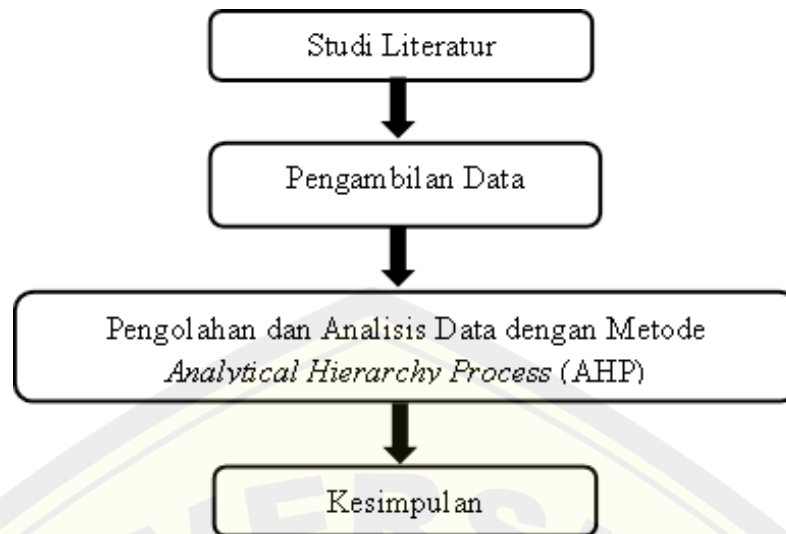 Studi Literatur
Pengambilan Data
Pengolahan dan Analisis Data dengan Metode
Analytical Hierarchy Process (AHP)
Kesimpulan